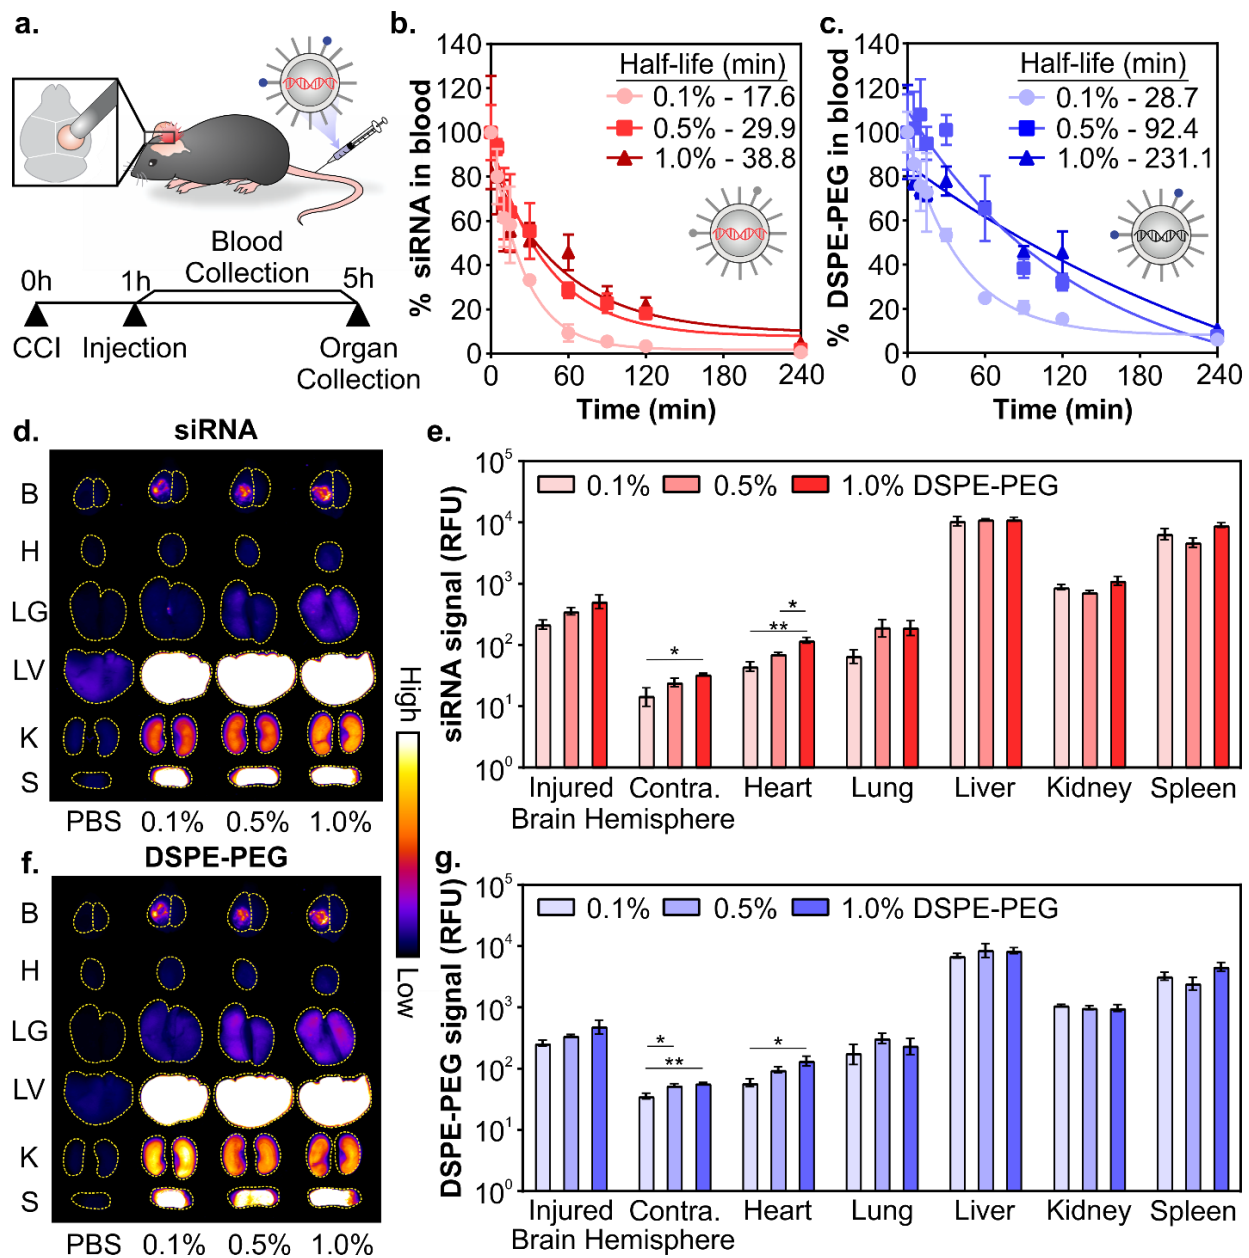 a.
0h
1h
Blood
Collection
5h
CCI
Injection
Organ
Collection
b.
% siRNA in blood
140
120
100
80
60
40
20
0
0
60
120
180
240
Time (min)
Half-life (min)
0.1% - 17.6
0.5% - 29.9
1.0% - 38.8
c.
% DSPE-PEG in blood
140
120
100
80
60
40
20
0
0
60
120
180
240
Time (min)
Half-life (min)
0.1% - 28.7
0.5% - 92.4
1.0% - 231.1
d.
siRNA
B
H
LG
LV
K
S
PBS 0.1% 0.5% 1.0%
High
Low
e.
siRNA signal (RFU)
10^5
10^4
10^3
10^2
10^1
10^0
0.1% 0.5% 1.0% DSPE-PEG
*
**
*
*
Injured Contra. Heart Lung Liver Kidney Spleen
Brain Hemisphere
f.
DSPE-PEG
B
H
LG
LV
K
S
PBS 0.1% 0.5% 1.0%
g.
DSPE-PEG signal (RFU)
10^5
10^4
10^3
10^2
10^1
10^0
0.1% 0.5% 1.0% DSPE-PEG
*
**
*
Injured Contra. Heart Lung Liver Kidney Spleen
Brain Hemisphere